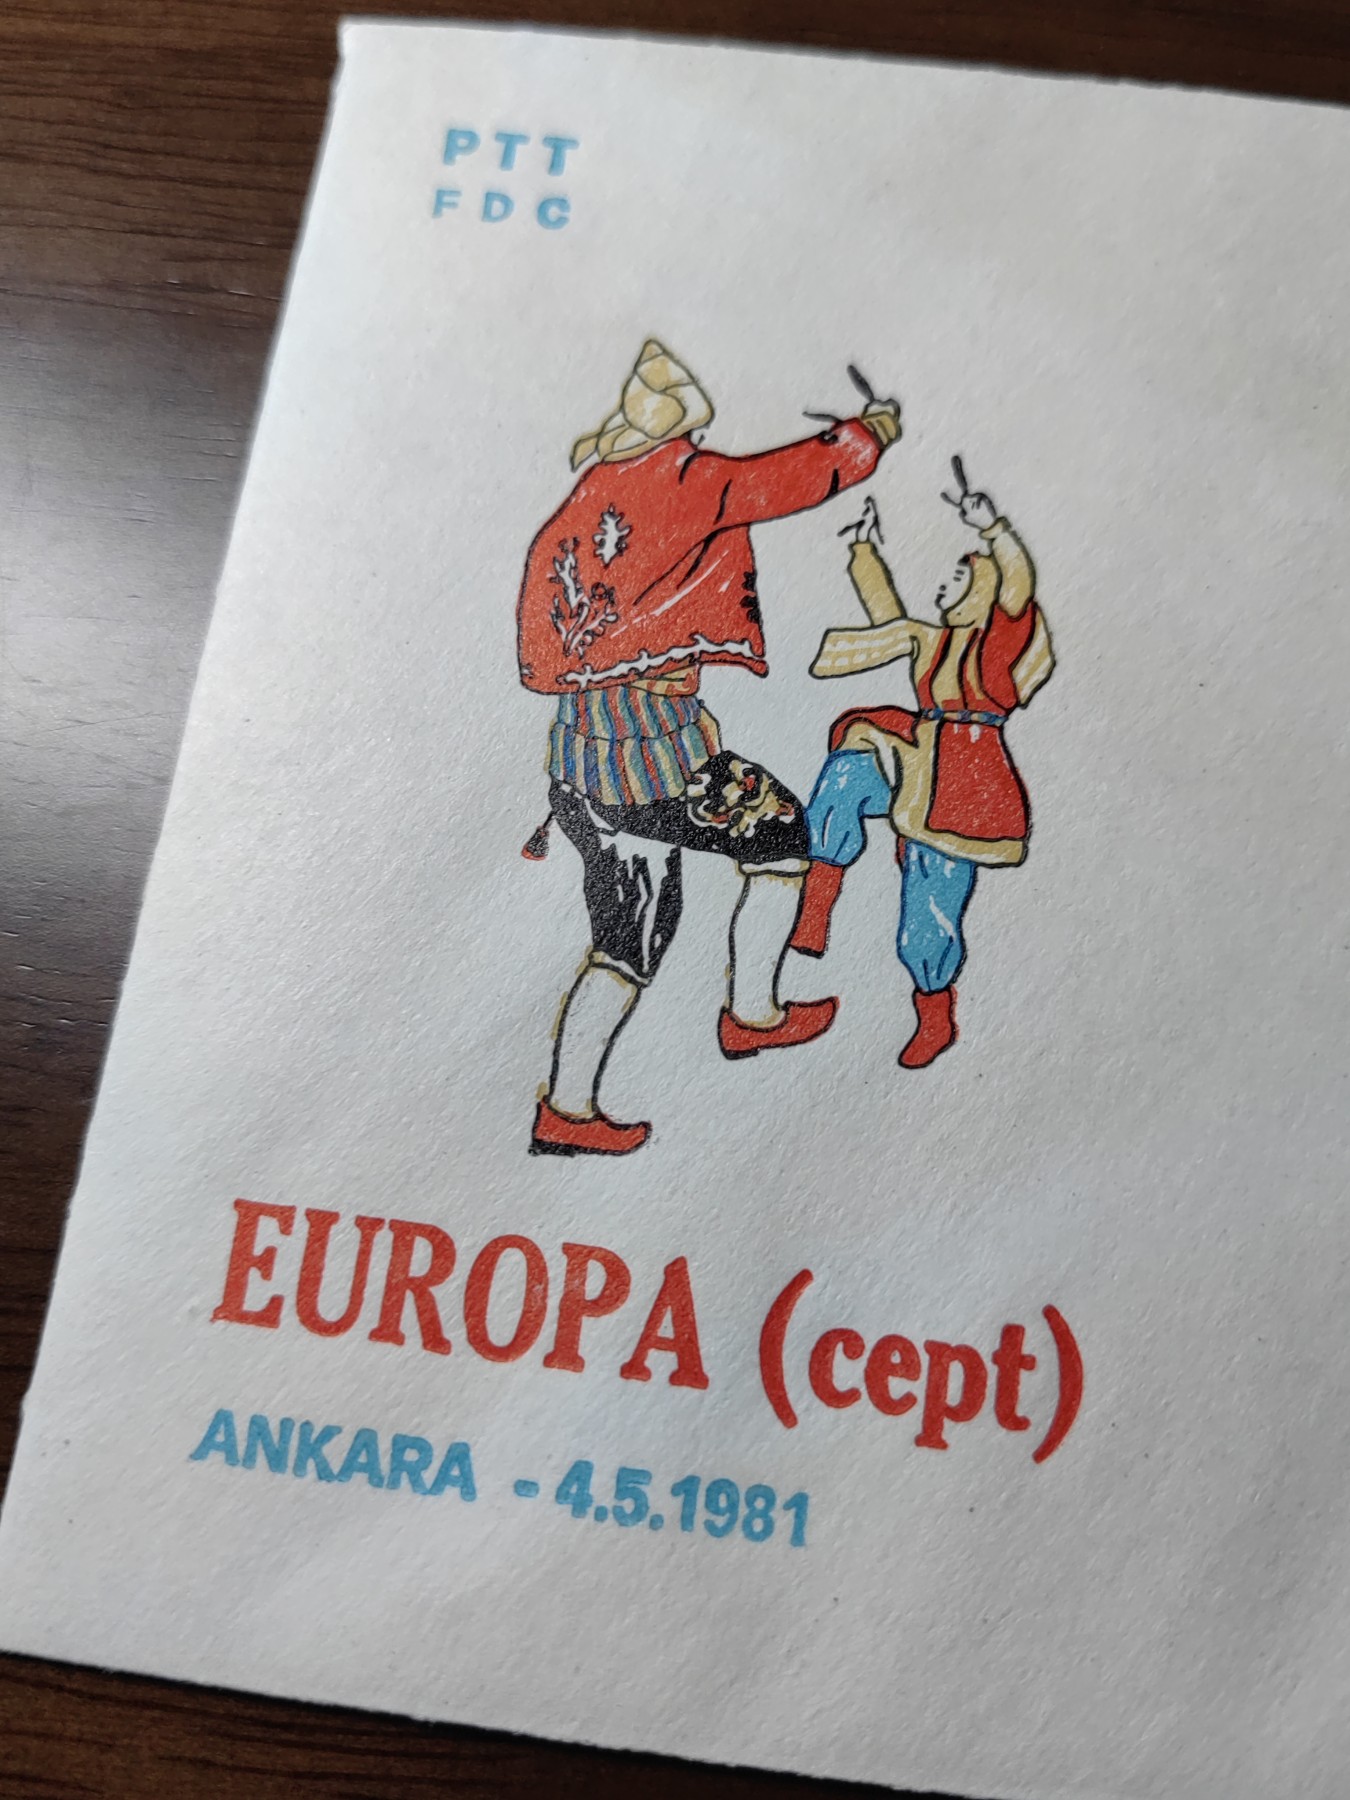 PTT
FDC
EUROPA (cept)
ANKARA - 4.5.1981